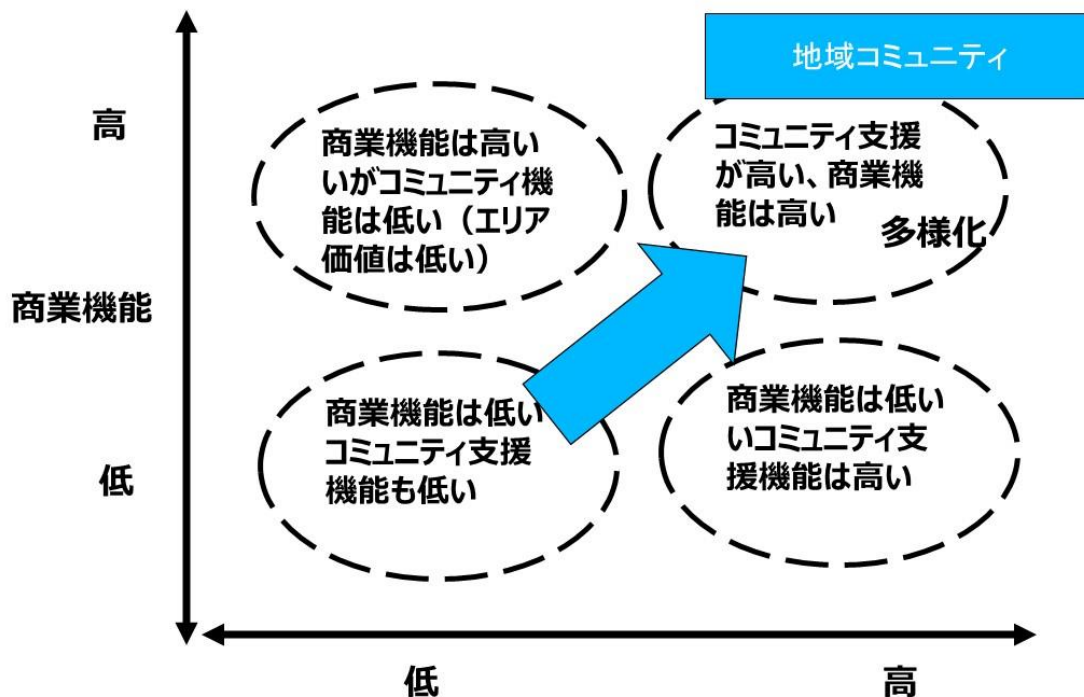 地域コミュニティ
高
商業機能は高い
いがコミュニティ機
能は低い（エリア
価値は低い）
コミュニティ支援
が高い、商業機
能は高い
多様化
商業機能
商業機能は低い
コミュニティ支援
機能も低い
商業機能は低い
いコミュニティ支
援機能は高い
低
低
高